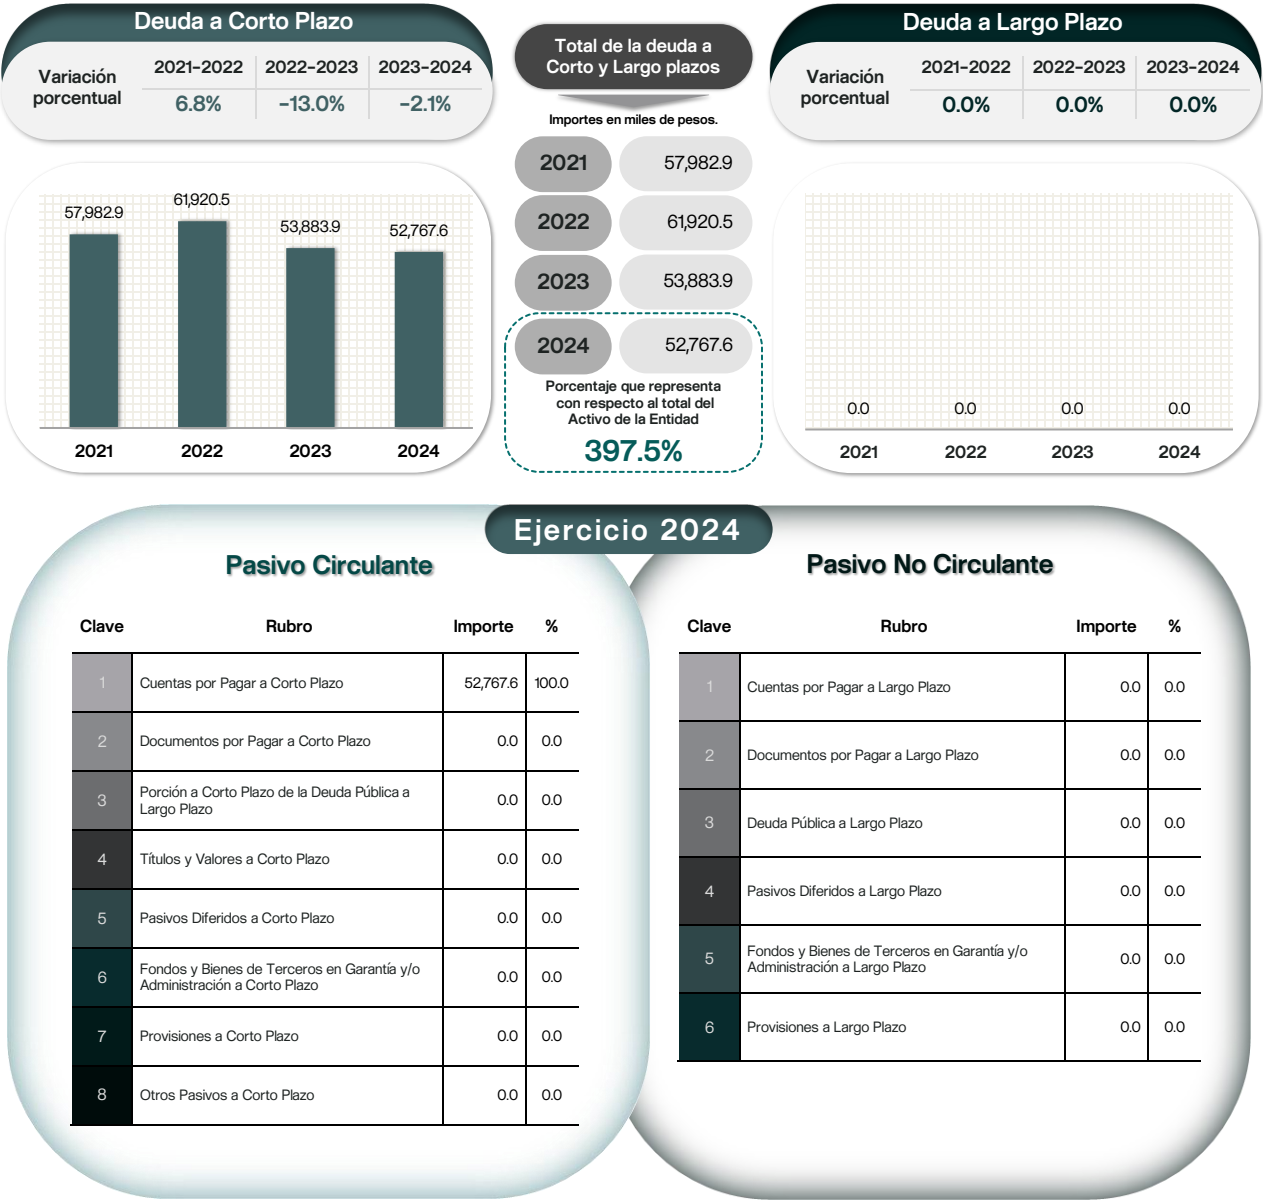 Deuda a Corto Plazo
Variación
porcentual
2021-2022 2022-2023 2023-2024
6.8% -13.0% -2.1%
57,982.9
61,920.5
53,883.9
52,767.6
2021 2022 2023 2024
Total de la deuda a
Corto y Largo plazos
Importes en miles de pesos.
2021 57,982.9
2022 61,920.5
2023 53,883.9
2024 52,767.6
Porcentaje que representa
con respecto al total del
Activo de la Entidad
397.5%
Deuda a Largo Plazo
Variación
porcentual
2021-2022 2022-2023 2023-2024
0.0% 0.0% 0.0%
0.0 0.0 0.0 0.0
2021 2022 2023 2024
Ejercicio 2024
Pasivo Circulante
Clave Rubro Importe %
1 Cuentas por Pagar a Corto Plazo 52,767.6 100.0
2 Documentos por Pagar a Corto Plazo 0.0 0.0
3 Porción a Corto Plazo de la Deuda Pública a
Largo Plazo 0.0 0.0
4 Títulos y Valores a Corto Plazo 0.0 0.0
5 Pasivos Diferidos a Corto Plazo 0.0 0.0
6 Fondos y Bienes de Terceros en Garantía y/o
Administración a Corto Plazo 0.0 0.0
7 Provisiones a Corto Plazo 0.0 0.0
8 Otros Pasivos a Corto Plazo 0.0 0.0
Pasivo No Circulante
Clave Rubro Importe %
1 Cuentas por Pagar a Largo Plazo 0.0 0.0
2 Documentos por Pagar a Largo Plazo 0.0 0.0
3 Deuda Pública a Largo Plazo 0.0 0.0
4 Pasivos Diferidos a Largo Plazo 0.0 0.0
5 Fondos y Bienes de Terceros en Garantía y/o
Administración a Largo Plazo 0.0 0.0
6 Provisiones a Largo Plazo 0.0 0.0